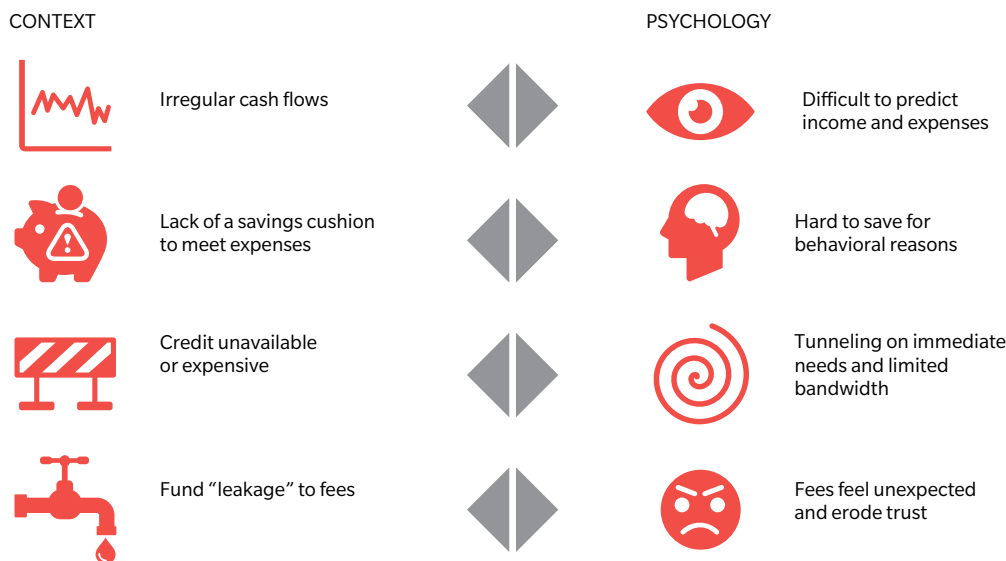 CONTEXT
PSYCHOLOGY
Irregular cash flows
Difficult to predict
income and expenses
Lack of a savings cushion
to meet expenses
Hard to save for
behavioral reasons
Credit unavailable
or expensive
Tunneling on immediate
needs and limited
bandwidth
Fund “leakage” to fees
Fees feel unexpected
and erode trust